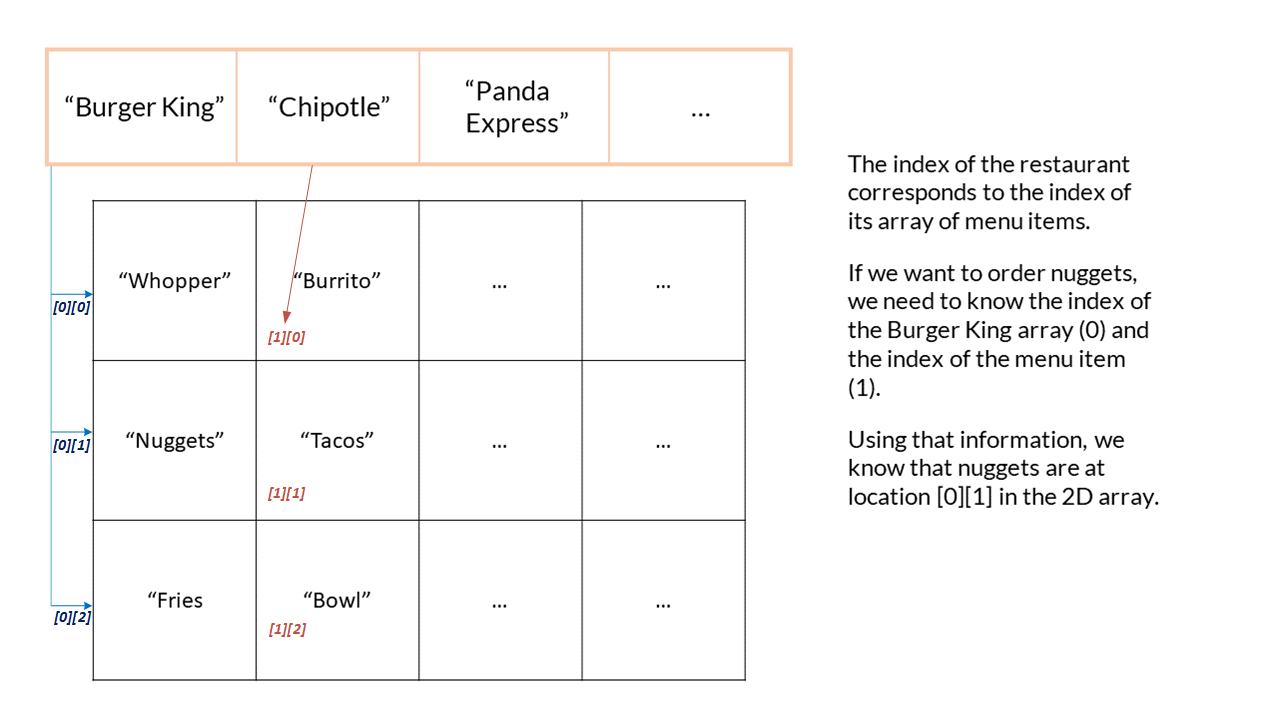 “Burger King” “Chipotle” “Panda Express” ...
“Whopper” “Burrito” ... ...
[0][0]
[1][0]
“Nuggets” “Tacos” ... ...
[0][1]
[1][1]
“Fries “Bowl” ... ...
[0][2]
[1][2]
The index of the restaurant
corresponds to the index of
its array of menu items.
If we want to order nuggets,
we need to know the index of
the Burger King array (0) and
the index of the menu item
(1).
Using that information, we
know that nuggets are at
location [0][1] in the 2D array.